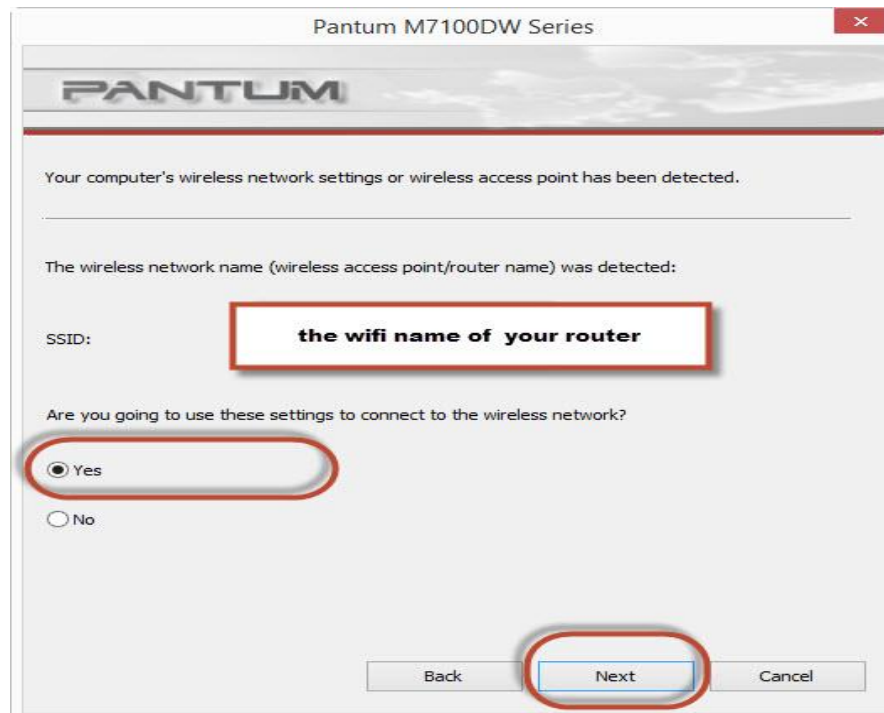 Pantum M7100DW Series
PANTUM
Your computer's wireless network settings or wireless access point has been detected.
The wireless network name (wireless access point/router name) was detected:
SSID:
the wifi name of your router
Are you going to use these settings to connect to the wireless network?
Yes
No
Back
Next
Cancel